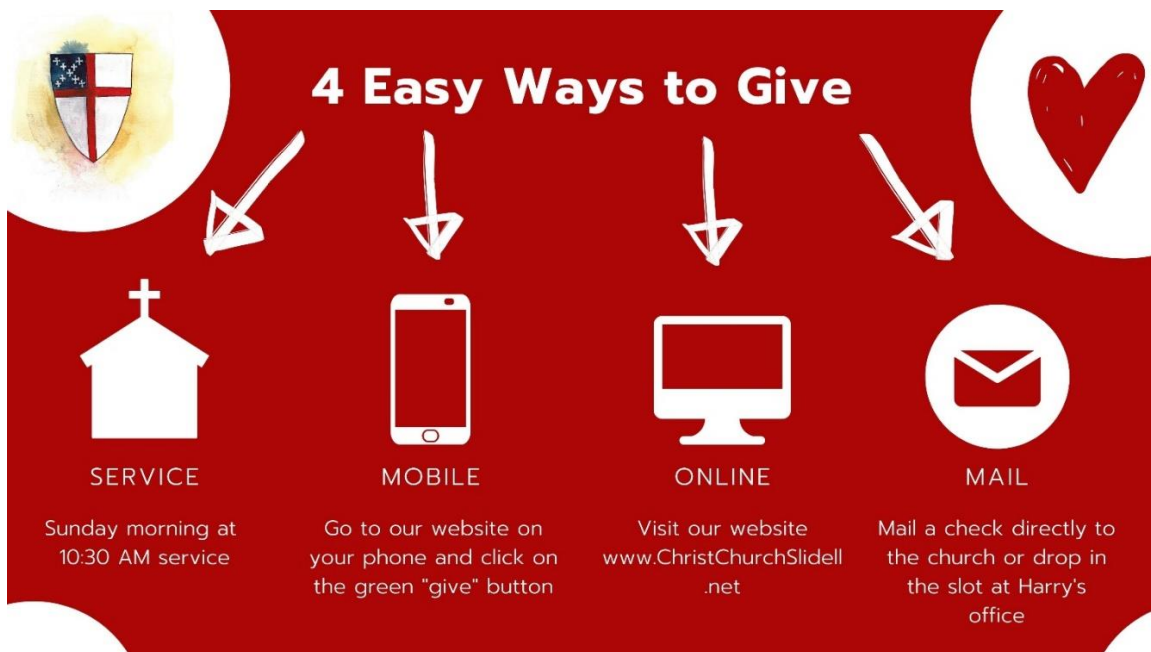 4 Easy Ways to Give
SERVICE
Sunday morning at
10:30 AM service
MOBILE
Go to our website on
your phone and click on
the green "give" button
ONLINE
Visit our website
www.ChristChurchSlidell
.net
MAIL
Mail a check directly to
the church or drop in
the slot at Harry's
office